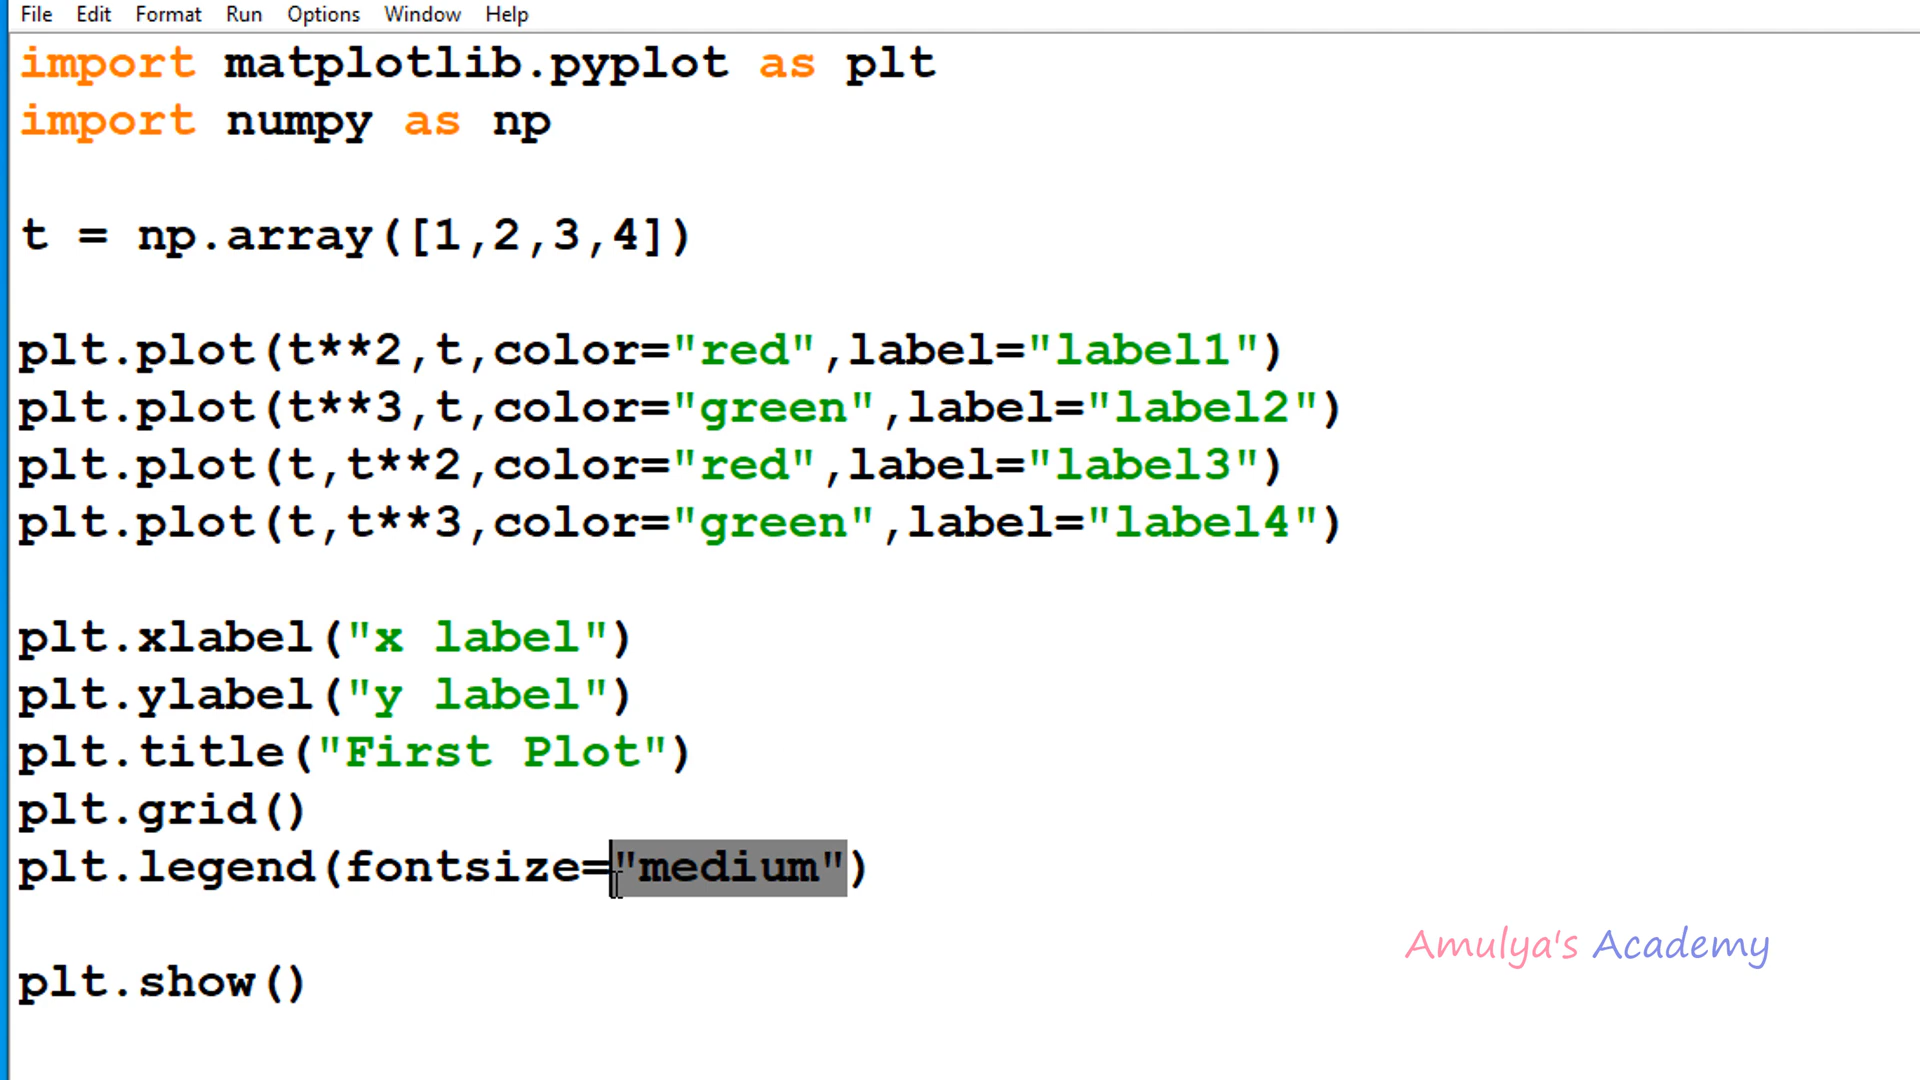 File Edit Format Run Options Window Help
import matplotlib.pyplot as plt
import numpy as np
t = np.array([1,2,3,4])
plt.plot(t**2,t,color="red",label="label1")
plt.plot(t**3,t,color="green",label="label2")
plt.plot(t,t**2,color="red",label="label3")
plt.plot(t,t**3,color="green",label="label4")
plt.xlabel("x label")
plt.ylabel("y label")
plt.title("First Plot")
plt.grid()
plt.legend(fontsize="medium")
Amulya's Academy
plt.show()